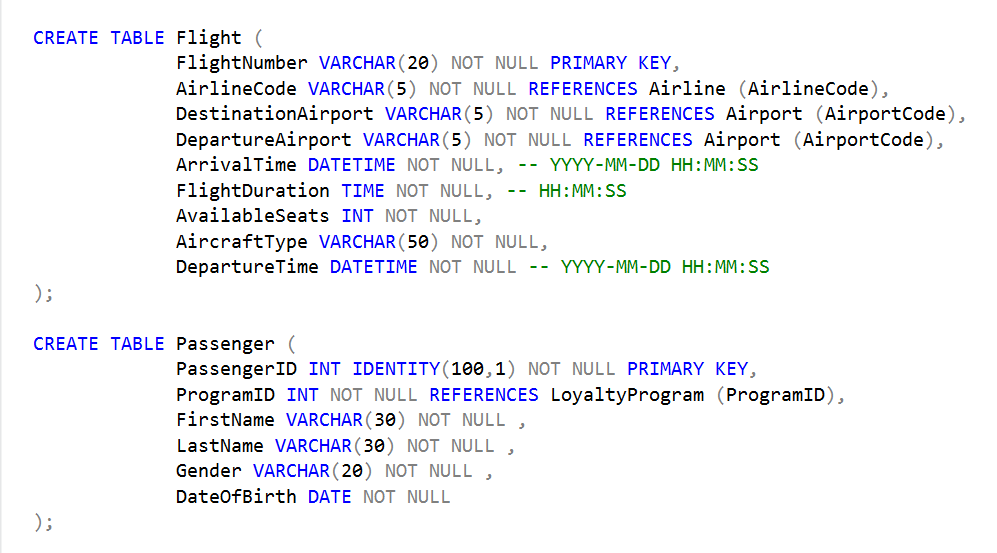 CREATE TABLE Flight (
FlightNumber VARCHAR(20) NOT NULL PRIMARY KEY,
AirlineCode VARCHAR(5) NOT NULL REFERENCES Airline (AirlineCode),
DestinationAirport VARCHAR(5) NOT NULL REFERENCES Airport (AirportCode),
DepartureAirport VARCHAR(5) NOT NULL REFERENCES Airport (AirportCode),
ArrivalTime DATETIME NOT NULL, -- YYYY-MM-DD HH:MM:SS
FlightDuration TIME NOT NULL, -- HH:MM:SS
AvailableSeats INT NOT NULL,
AircraftType VARCHAR(50) NOT NULL,
DepartureTime DATETIME NOT NULL -- YYYY-MM-DD HH:MM:SS
);
CREATE TABLE Passenger (
PassengerID INT IDENTITY(100,1) NOT NULL PRIMARY KEY,
ProgramID INT NOT NULL REFERENCES LoyaltyProgram (ProgramID),
FirstName VARCHAR(30) NOT NULL ,
LastName VARCHAR(30) NOT NULL ,
Gender VARCHAR(20) NOT NULL ,
DateOfBirth DATE NOT NULL
);